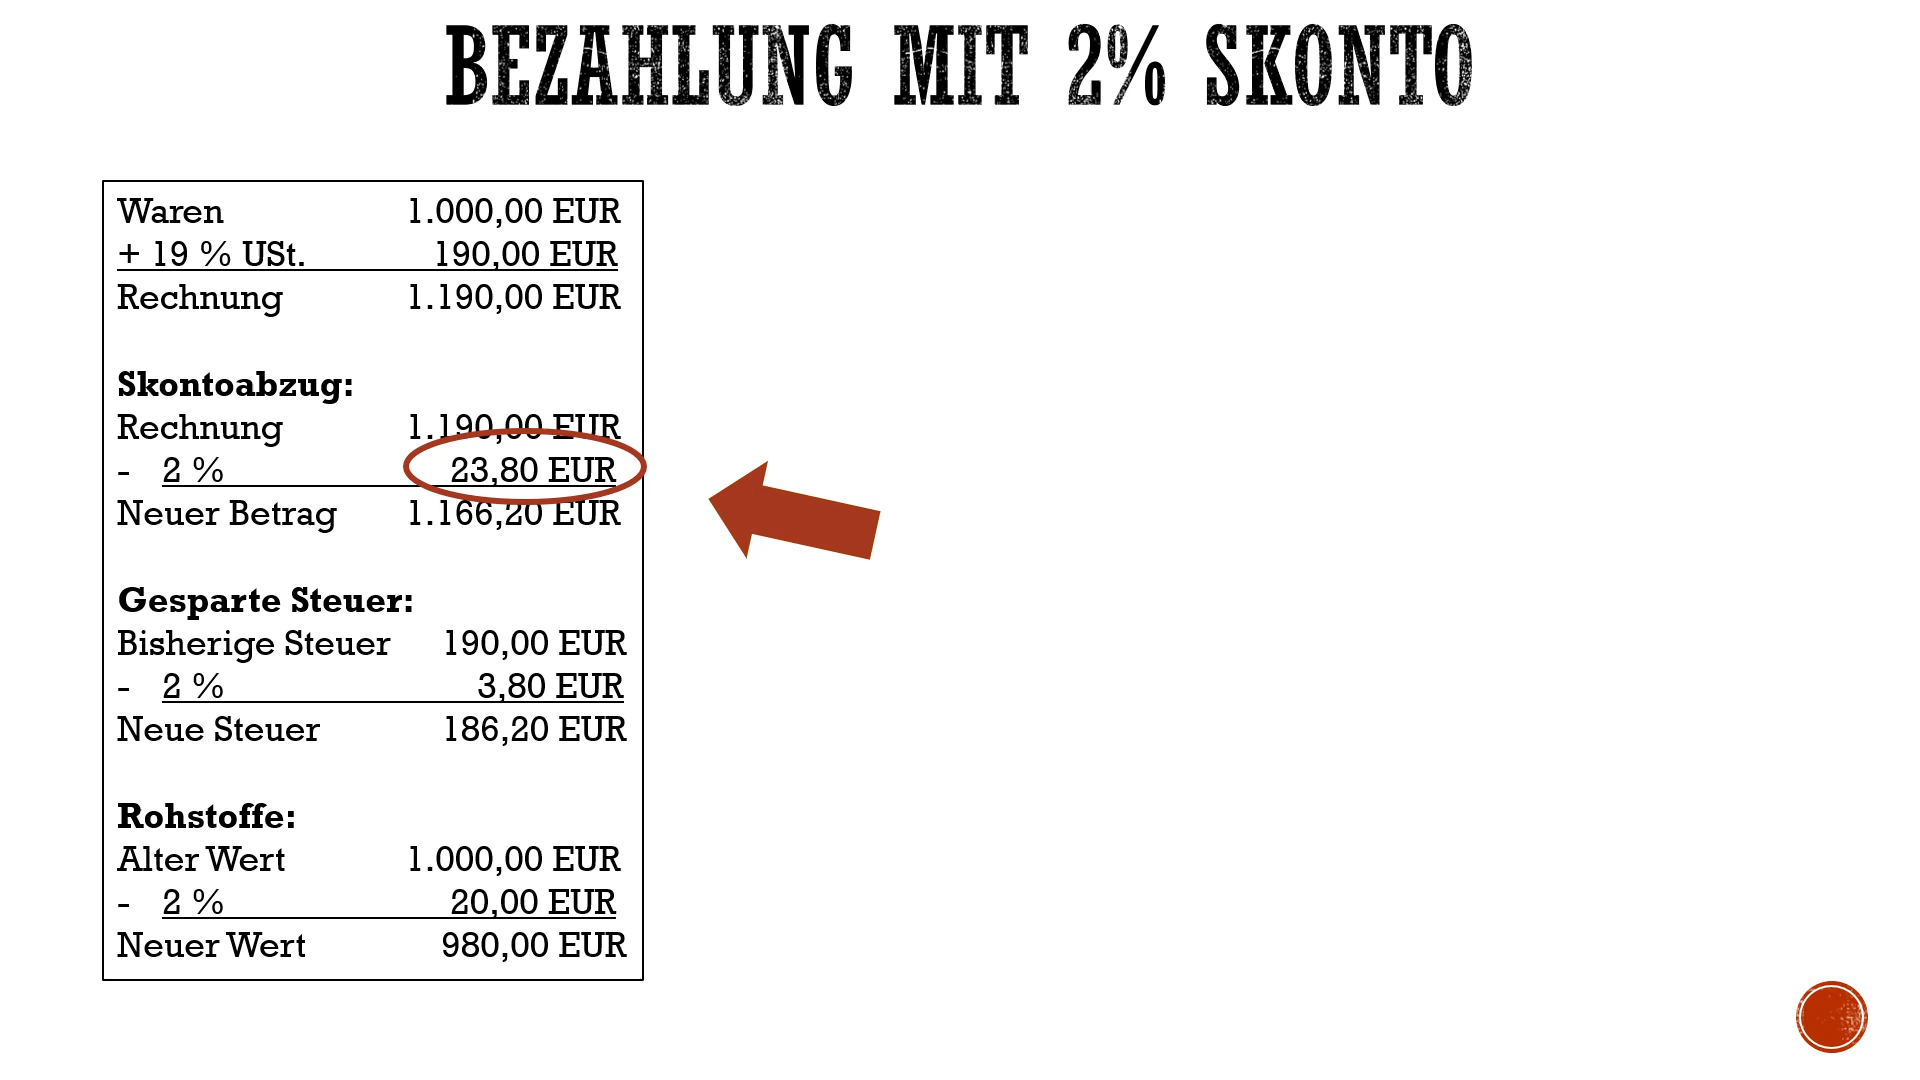 BEZAHLUNG MIT 2% SKONTO
Waren 1.000,00 EUR
+ 19 % USt. 190,00 EUR
Rechnung 1.190,00 EUR
Skontoabzug:
Rechnung 1.190,00 EUR
- 2 % 23,80 EUR
Neuer Betrag 1.166,20 EUR
Gesparte Steuer:
Bisherige Steuer 190,00 EUR
- 2 % 3,80 EUR
Neue Steuer 186,20 EUR
Rohstoffe:
Alter Wert 1.000,00 EUR
- 2 % 20,00 EUR
Neuer Wert 980,00 EUR